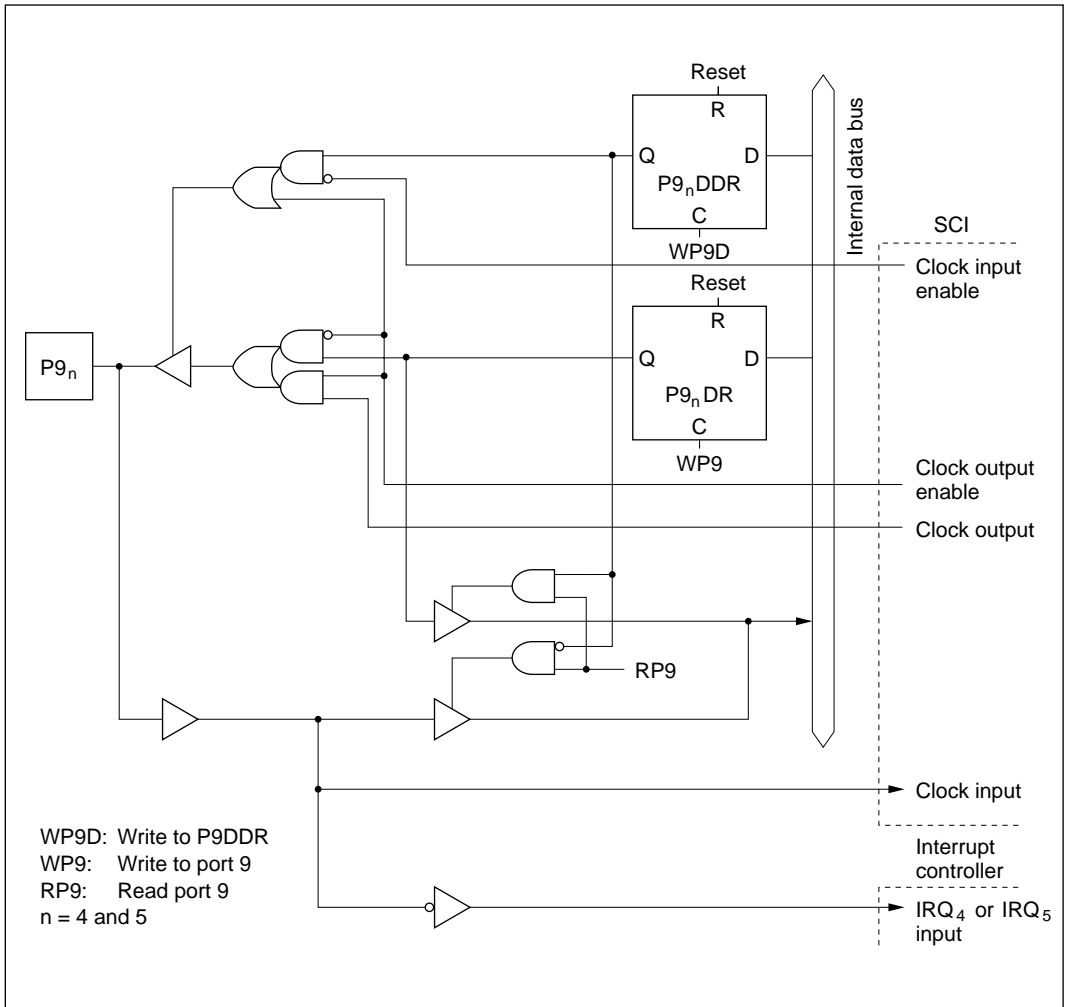 Reset
R
Q D
P9nDDR
C
WP9D
Internal data bus
SCI
Clock input
enable
Reset
R
Q D
P9nDR
C
WP9
P9n
Clock output
enable
Clock output
RP9
Clock input
WP9D: Write to P9DDR
WP9: Write to port 9
RP9: Read port 9
n = 4 and 5
Interrupt
controller
IRQ4 or IRQ5
input